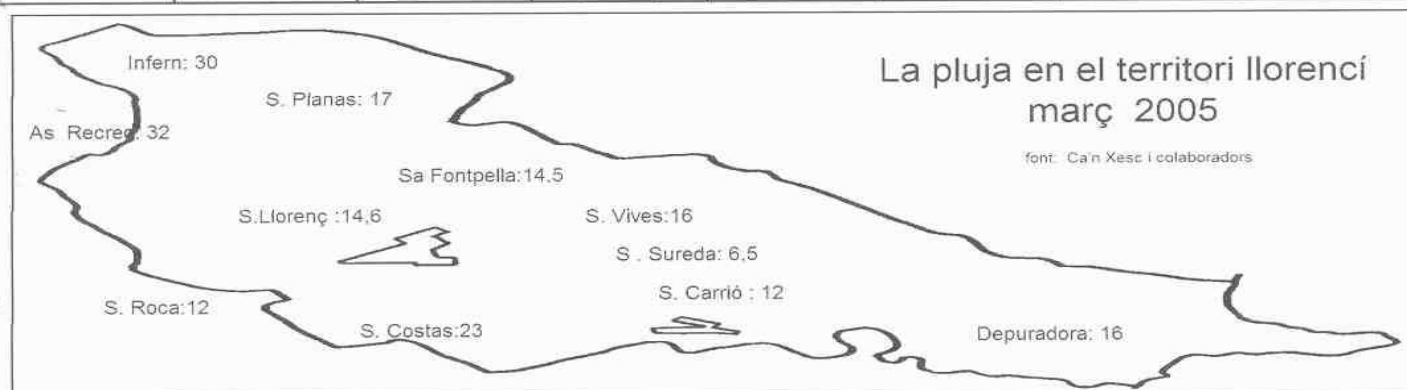 La pluja en el territori llorencí
març 2005
font: Ca'n Xesc i colaboradors
Infern: 30
S. Planas: 17
As Recreo: 32
Sa Fontpella:14,5
S.Llorenç :14,6
S. Vives:16
S . Sureda: 6,5
S. Carrió : 12
S. Roca:12
S. Costas:23
Depuradora: 16